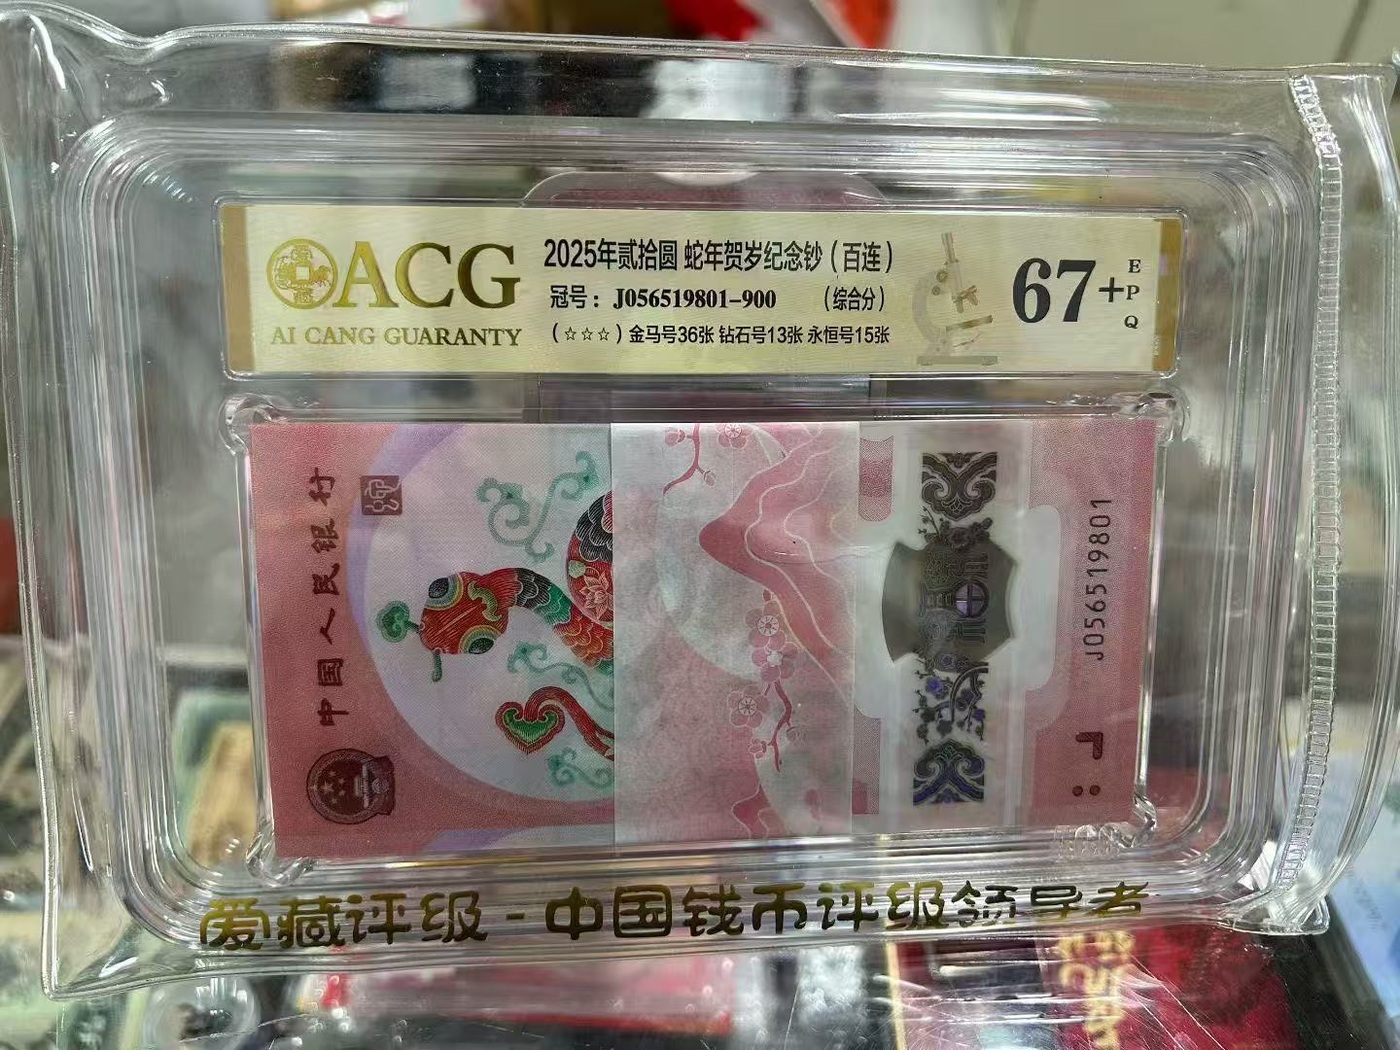 ACG
AI CANG GUARANTY
2025年贰拾圆 蛇年贺岁纪念钞(百连)
冠号: J056519801-900 (综合分)
(☆☆☆)金马号36张 钻石号13张 永恒号15张
67+
EPQ
中国人民银行
J056519801
爱藏评级-中国钱币评级领导者